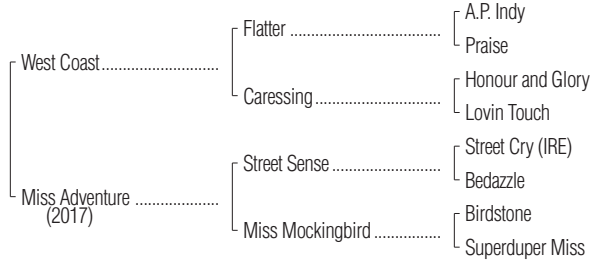 A.P. Indy
Flatter
Praise
West Coast
Honour and Glory
Caressing
Lovin Touch
Street Cry (IRE)
Street Sense
Bedazzle
Miss Adventure
(2017)
Birdstone
Miss Mockingbird
Superduper Miss